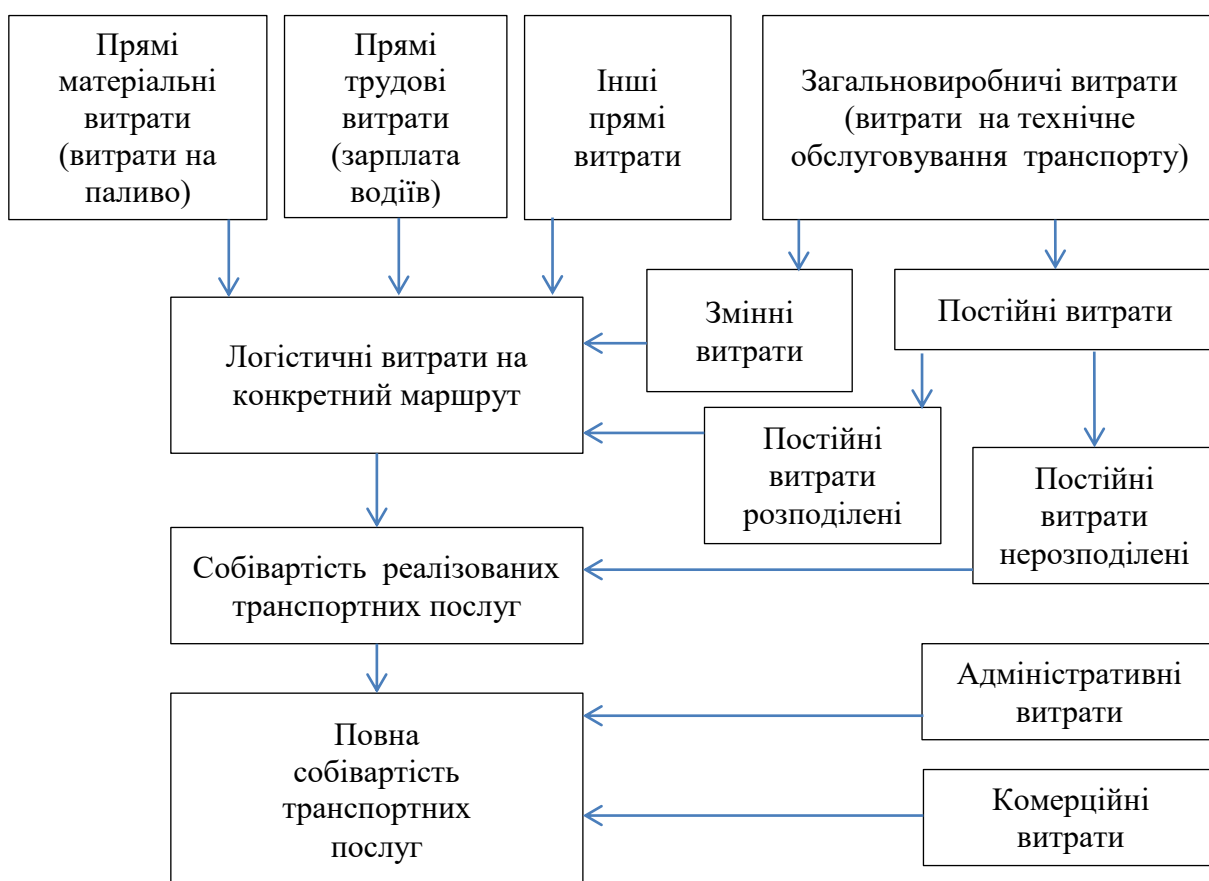 Прямі
матеріальні
витрати
(витрати на
паливо)
Прямі
трудові
витрати
(зарплата
водіїв)
Інші
прямі
витрати
Загальновиробничі витрати
(витрати на технічне
обслуговування транспорту)
Змінні
витрати
Постійні витрати
Логістичні витрати на
конкретний маршрут
Постійні
витрати
розподілені
Постійні
витрати
нерозподілені
Собівартість реалізованих
транспортних послуг
Адміністративні
витрати
Повна
собівартість
транспортних
послуг
Комерційні
витрати